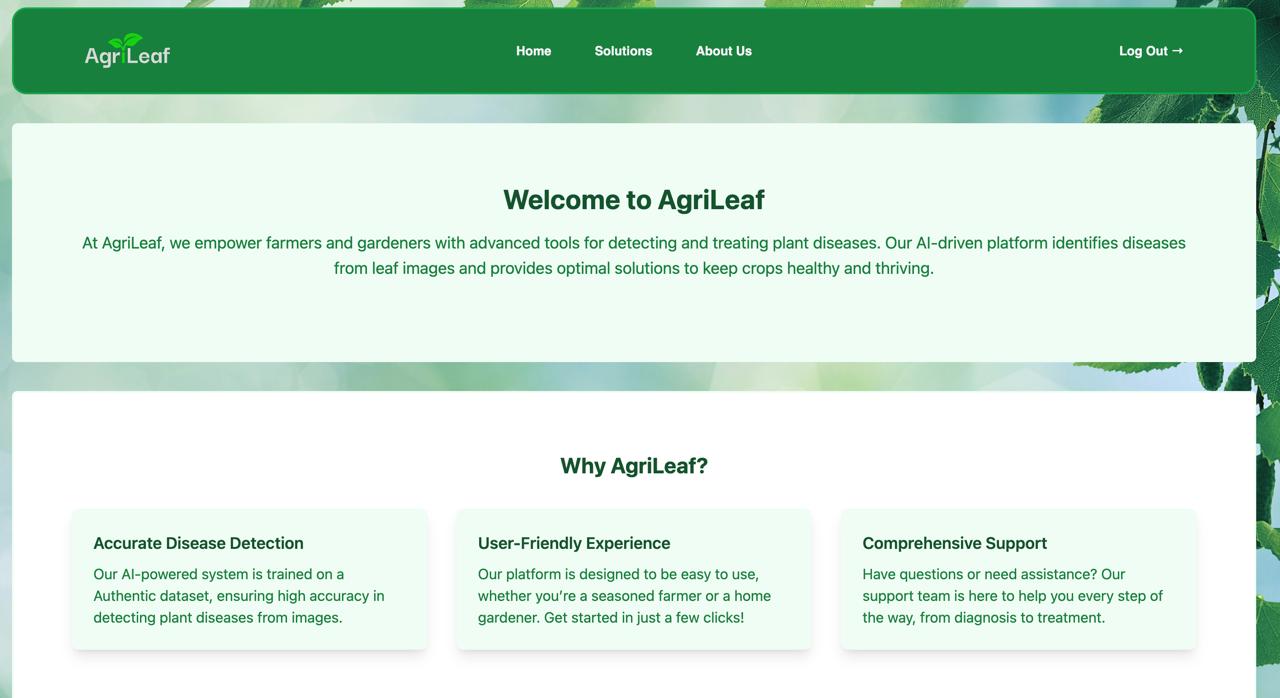 AgriLeaf
Home
Solutions
About Us
Log Out →
Welcome to AgriLeaf
At AgriLeaf, we empower farmers and gardeners with advanced tools for detecting and treating plant diseases. Our AI-driven platform identifies diseases
from leaf images and provides optimal solutions to keep crops healthy and thriving.
Why AgriLeaf?
Accurate Disease Detection
Our AI-powered system is trained on a
Authentic dataset, ensuring high accuracy in
detecting plant diseases from images.
User-Friendly Experience
Our platform is designed to be easy to use,
whether you're a seasoned farmer or a home
gardener. Get started in just a few clicks!
Comprehensive Support
Have questions or need assistance? Our
support team is here to help you every step of
the way, from diagnosis to treatment.